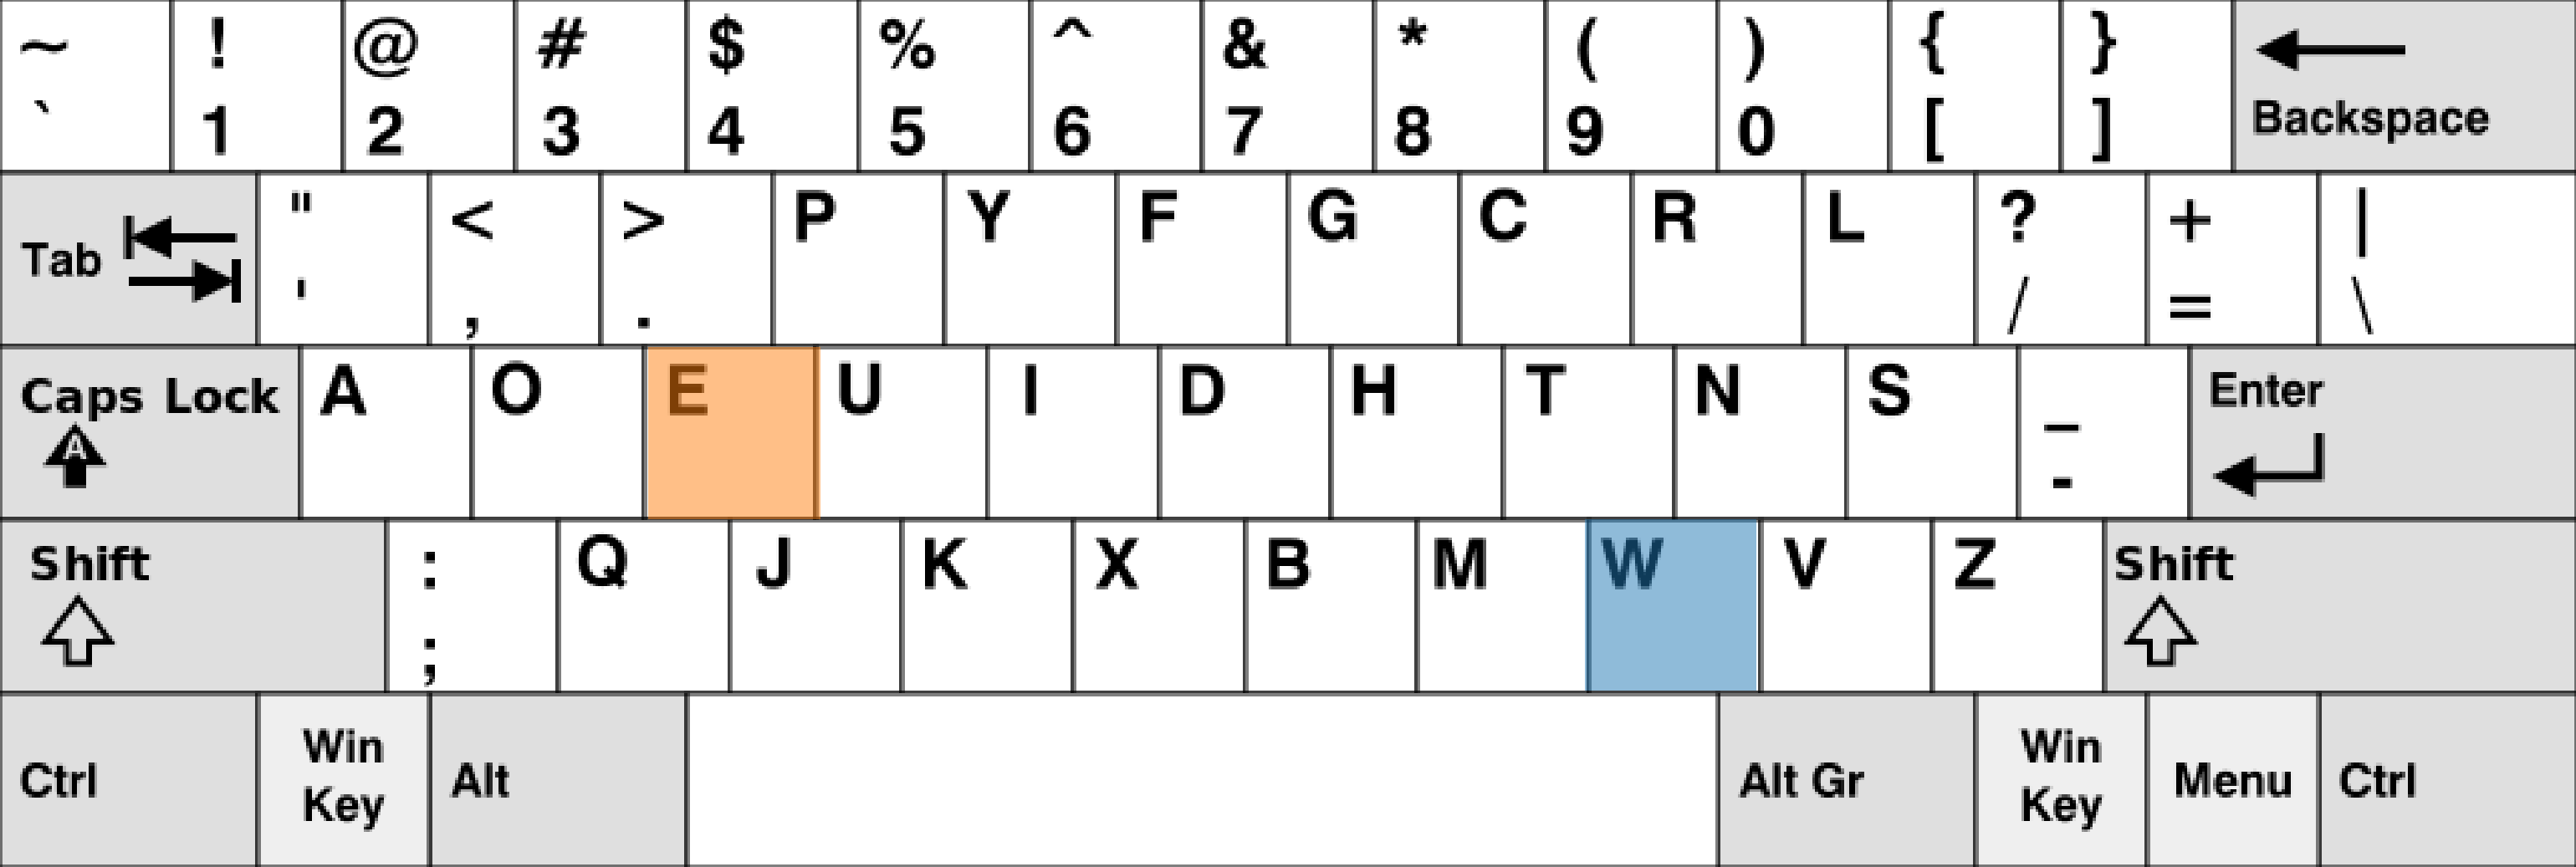 ~ ! @ # $ % ^ & * ( ) { }
` 1 2 3 4 5 6 7 8 9 0 [ ] Backspace
Tab " < > P Y F G C R L ? + |
' , . / = \
Caps Lock A O E U I D H T N S _ Enter
A -
Shift : Q J K X B M W V Z Shift
;
Ctrl Win Key Alt Alt Gr Win Key Menu Ctrl